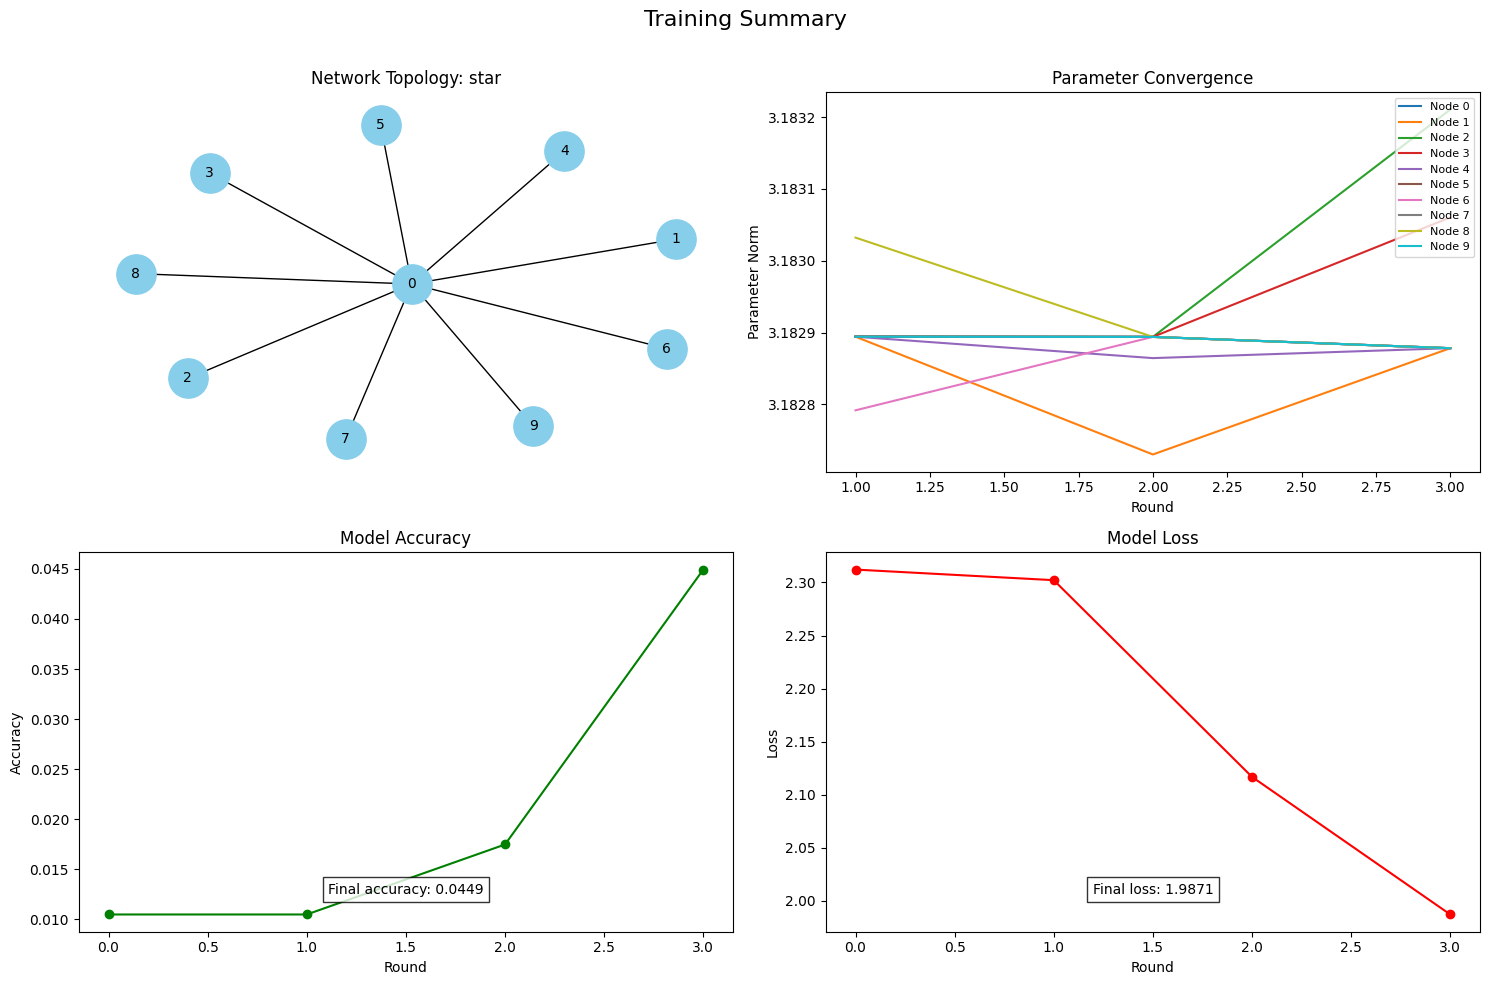 Training Summary
Network Topology: star
5
4
3
1
8
0
6
2
9
7
Parameter Convergence
Parameter Norm
3.1832
3.1831
3.1830
3.1829
3.1828
Node 0
Node 1
Node 2
Node 3
Node 4
Node 5
Node 6
Node 7
Node 8
Node 9
1.00 1.25 1.50 1.75 2.00 2.25 2.50 2.75 3.00
Round
Model Accuracy
Accuracy
0.045
0.040
0.035
0.030
0.025
0.020
0.015
0.010
Final accuracy: 0.0449
0.0 0.5 1.0 1.5 2.0 2.5 3.0
Round
Model Loss
Loss
2.30
2.25
2.20
2.15
2.10
2.05
2.00
Final loss: 1.9871
0.0 0.5 1.0 1.5 2.0 2.5 3.0
Round